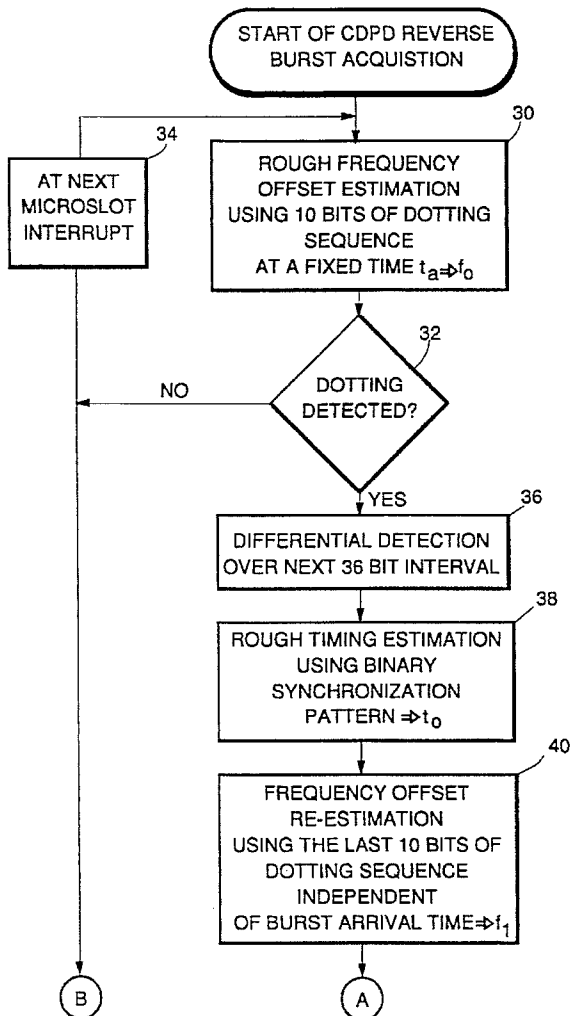 START OF CDPD REVERSE
BURST ACQUISTION
34
30
AT NEXT
MICROSLOT
INTERRUPT
ROUGH FREQUENCY
OFFSET ESTIMATION
USING 10 BITS OF DOTTING
SEQUENCE
AT A FIXED TIME ta⇒fo
32
NO
DOTTING
DETECTED?
YES
36
DIFFERENTIAL DETECTION
OVER NEXT 36 BIT INTERVAL
38
ROUGH TIMING ESTIMATION
USING BINARY
SYNCHRONIZATION
PATTERN ⇒to
40
FREQUENCY OFFSET
RE-ESTIMATION
USING THE LAST 10 BITS OF
DOTTING SEQUENCE
INDEPENDENT
OF BURST ARRIVAL TIME⇒f1
B
A